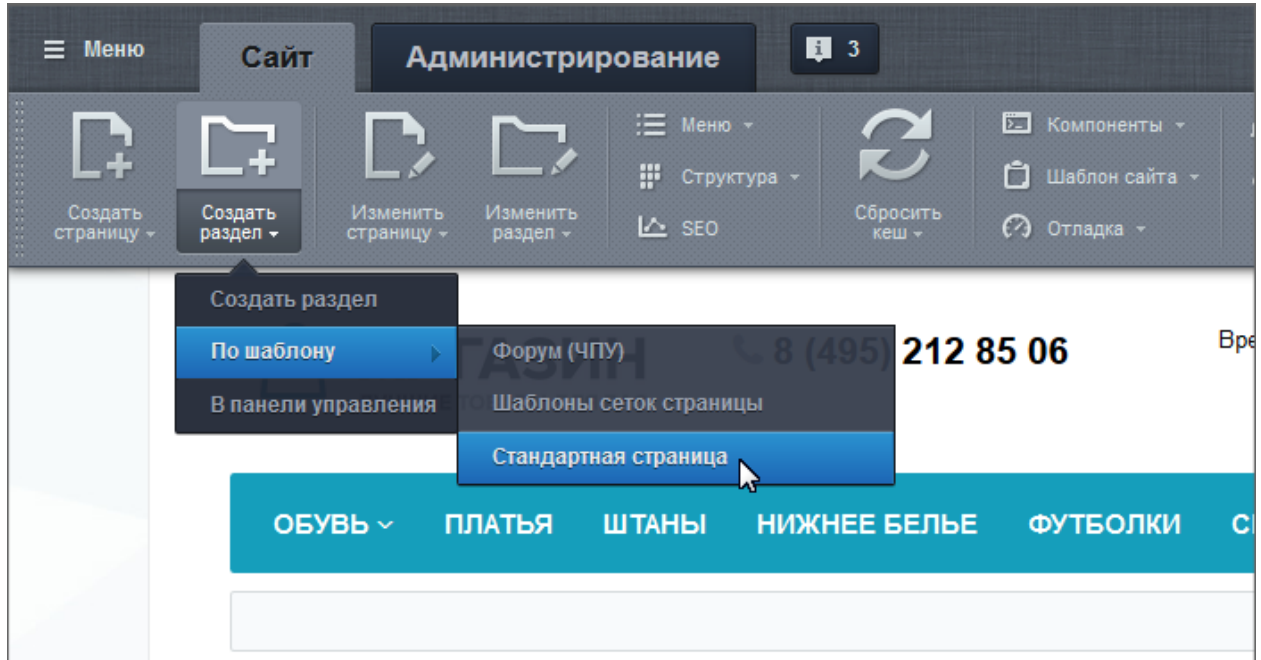 Меню
Сайт
Администрирование
3
Создать
страницу
Создать
раздел
Изменить
страницу
Изменить
раздел
Меню
Структура
SEO
Сбросить
кеш
Компоненты
Шаблон сайта
Отладка
Создать раздел
По шаблону
В панели управления
Форум (ЧПУ)
Шаблоны сеток страницы
Стандартная страница
8 (495) 212 85 06
ОБУВЬ ПЛАТЬЯ ШТАНЫ НИЖНЕЕ БЕЛЬЕ ФУТБОЛКИ